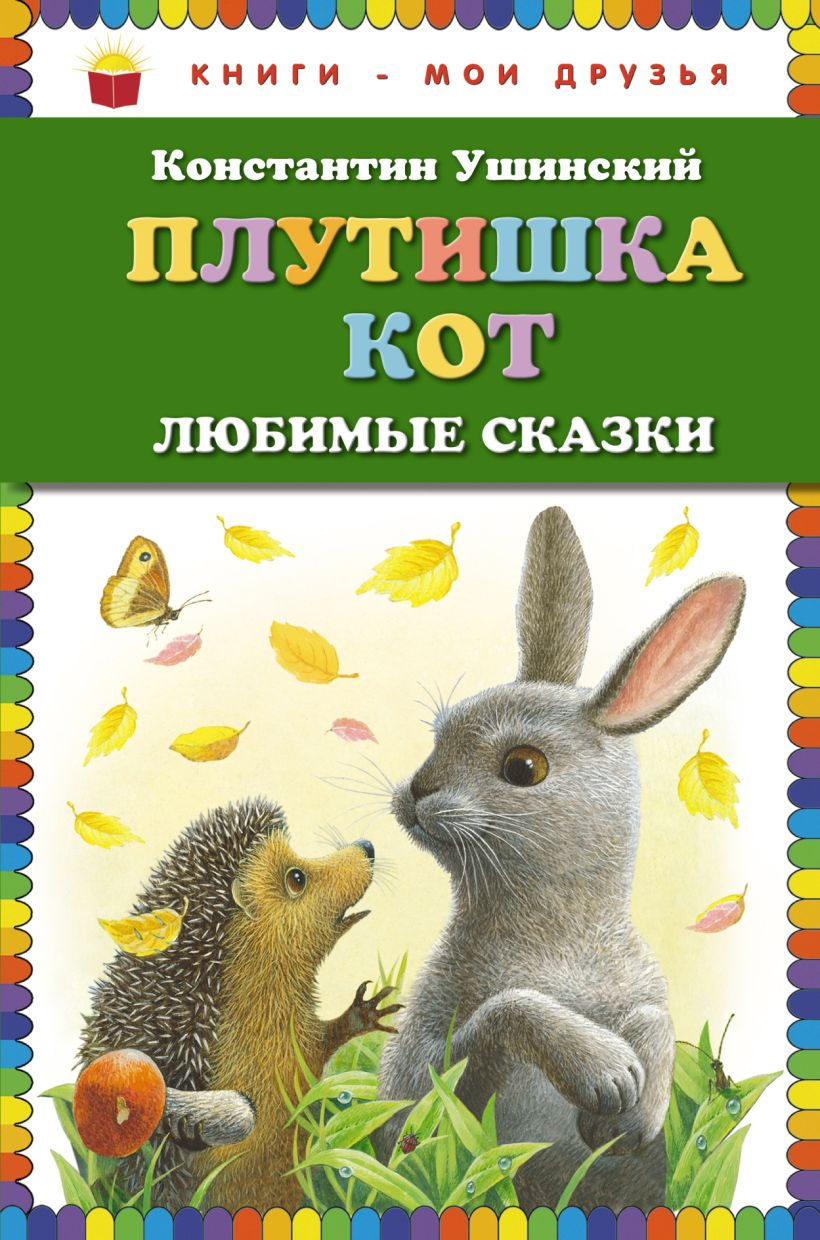 КНИГИ - МОИ ДРУЗЬЯ
Константин Ушинский
ПЛУТИШКА
КОТ
ЛЮБИМЫЕ СКАЗКИ